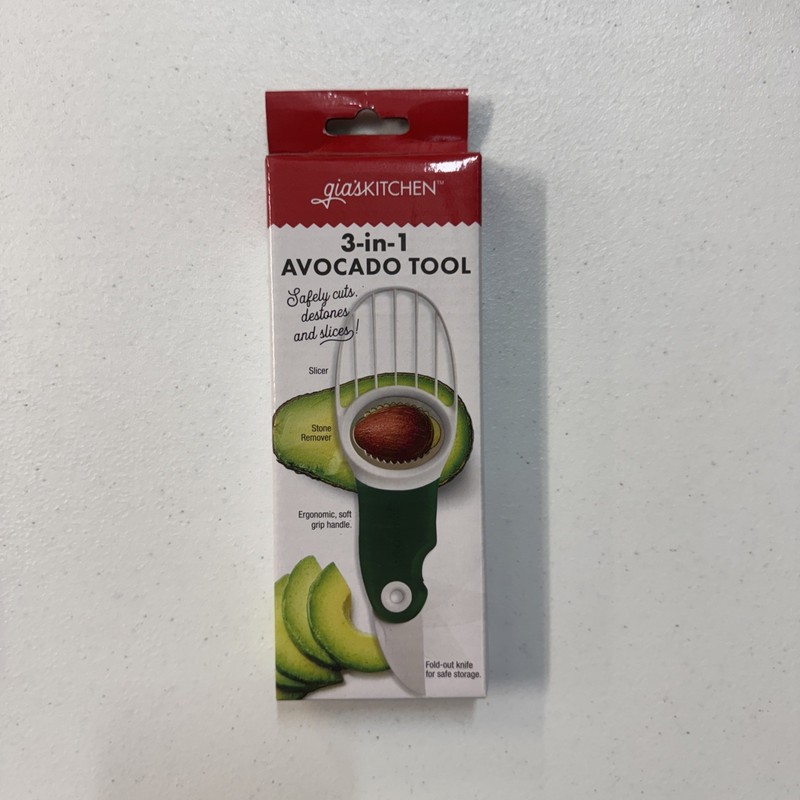 gia'sKITCHEN™
3-in-1
AVOCADO TOOL
Safely cuts,
destones
and slices!
Slicer
Stone
Remover
Ergonomic, soft
grip handle.
Fold-out knife
for safe storage.